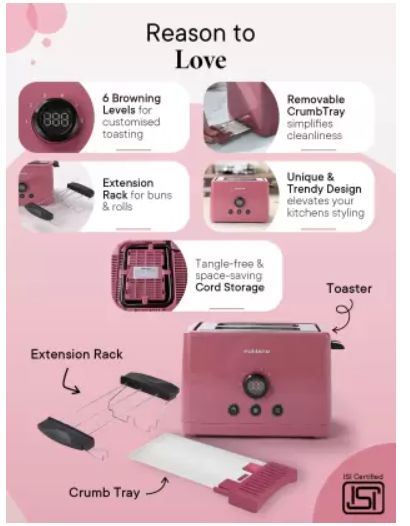 Reason to
Love
6 Browning
Levels for
customised
toasting
Removable
CrumbTray
simplifies
cleanliness
Extension
Rack for buns
& rolls
Unique &
Trendy Design
elevates your
kitchens styling
Tangle-free &
space-saving
Cord Storage
Toaster
Extension Rack
Crumb Tray
ISI Certified
ISI